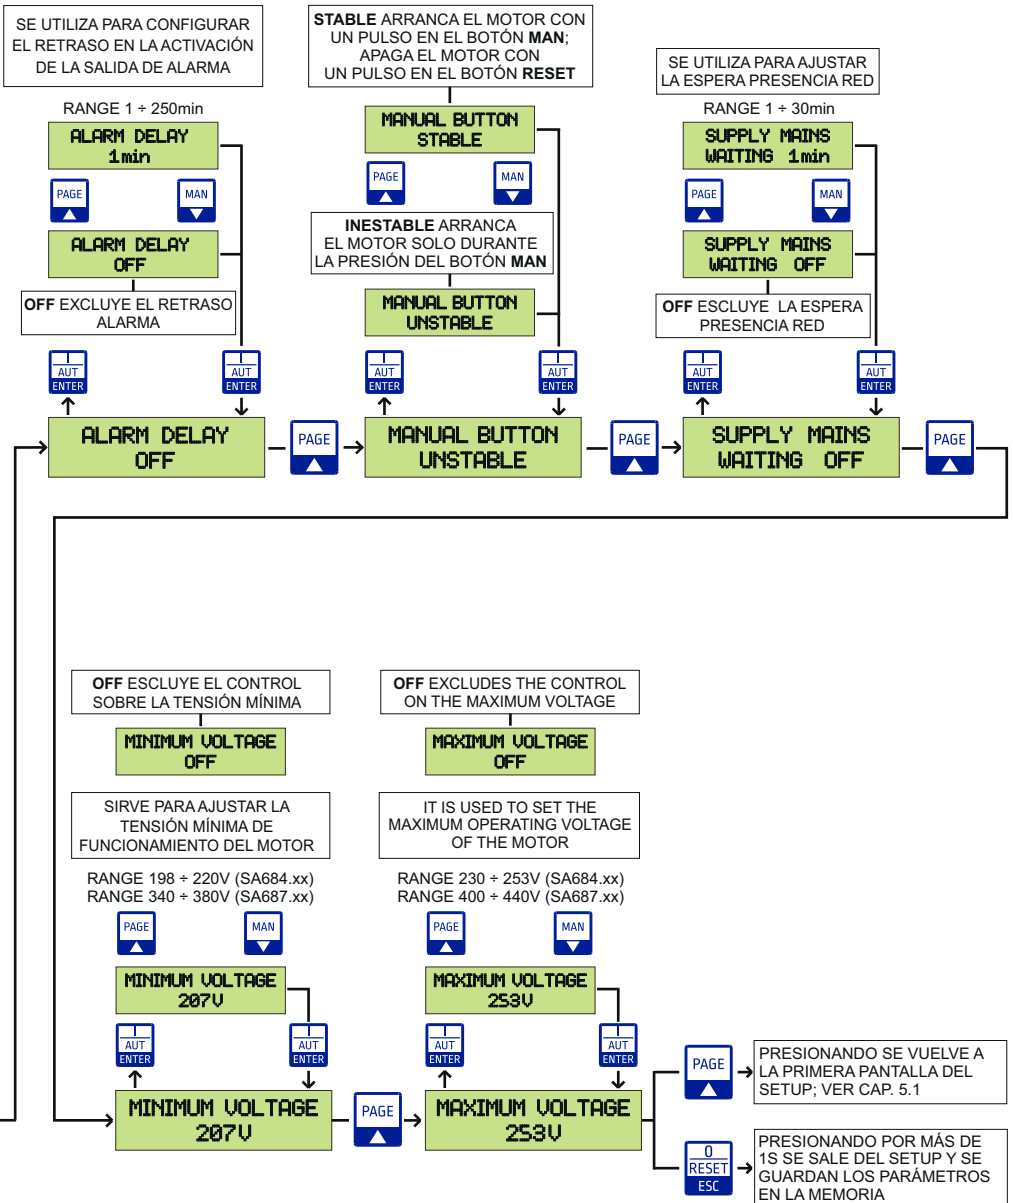 SE UTILIZA PARA CONFIGURAR
EL RETRASO EN LA ACTIVACIÓN
DE LA SALIDA DE ALARMA
RANGE 1 ÷ 250min
ALARM DELAY
1min
PAGE
MAN
ALARM DELAY
OFF
OFF EXCLUYE EL RETRASO
ALARMA
AUT
ENTER
AUT
ENTER
ALARM DELAY
OFF
PAGE
STABLE ARRANCA EL MOTOR CON
UN PULSO EN EL BOTÓN MAN;
APAGA EL MOTOR CON
UN PULSO EN EL BOTÓN RESET
MANUAL BUTTON
STABLE
PAGE
MAN
INESTABLE ARRANCA
EL MOTOR SOLO DURANTE
LA PRESIÓN DEL BOTÓN MAN
MANUAL BUTTON
UNSTABLE
I
AUT
ENTER
I
AUT
ENTER
MANUAL BUTTON
UNSTABLE
PAGE
SE UTILIZA PARA AJUSTAR
LA ESPERA PRESENCIA RED
RANGE 1 ÷ 30min
SUPPLY MAINS
WAITING 1min
PAGE
MAN
SUPPLY MAINS
WAITING OFF
OFF ESCLUYE LA ESPERA
PRESENCIA RED
I
AUT
ENTER
I
AUT
ENTER
SUPPLY MAINS
WAITING OFF
PAGE
OFF ESCLUYE EL CONTROL
SOBRE LA TENSIÓN MÍNIMA
MINIMUM VOLTAGE
OFF
SIRVE PARA AJUSTAR LA
TENSIÓN MÍNIMA DE
FUNCIONAMIENTO DEL MOTOR
RANGE 198 ÷ 220V (SA684.xx)
RANGE 340 ÷ 380V (SA687.xx)
PAGE
MAN
MINIMUM VOLTAGE
207V
I
AUT
ENTER
I
AUT
ENTER
MINIMUM VOLTAGE
207V
PAGE
OFF EXCLUDES THE CONTROL
ON THE MAXIMUM VOLTAGE
MAXIMUM VOLTAGE
OFF
IT IS USED TO SET THE
MAXIMUM OPERATING VOLTAGE
OF THE MOTOR
RANGE 230 ÷ 253V (SA684.xx)
RANGE 400 ÷ 440V (SA687.xx)
PAGE
MAN
MAXIMUM VOLTAGE
253V
I
AUT
ENTER
I
AUT
ENTER
MAXIMUM VOLTAGE
253V
PAGE
PRESIONANDO SE VUELVE A
LA PRIMERA PANTALLA DEL
SETUP; VER CAP. 5.1
0
RESET
ESC
PRESIONANDO POR MÁS DE
1S SE SALE DEL SETUP Y SE
GUARDAN LOS PARÁMETROS
EN LA MEMORIA